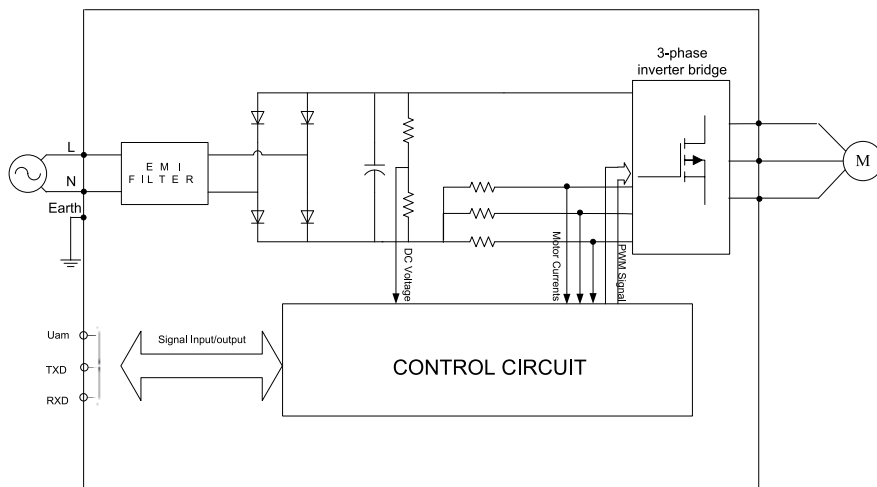 3-phase
inverter bridge
L
E M I
F I L T E R
N
Earth
M
DC Voltage
Motor Currents
PWM Signal
Uam
Signal Input/output
TXD
CONTROL CIRCUIT
RXD